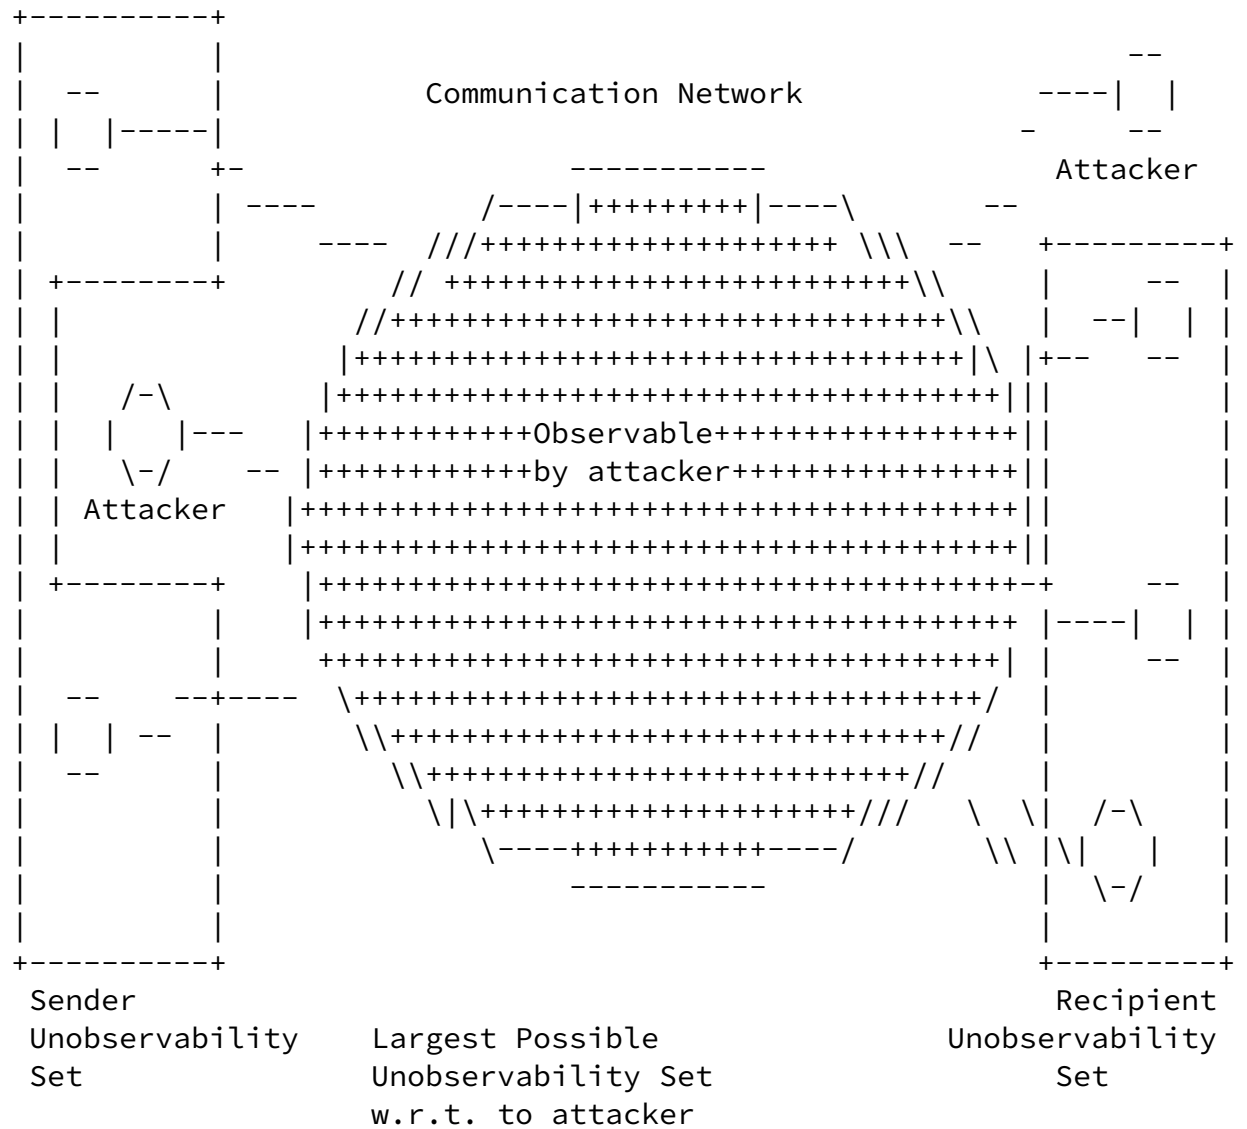 Communication Network
Attacker
Observable
by attacker
Attacker
Sender
Unobservability
Set
Largest Possible
Unobservability Set
w.r.t. to attacker
Recipient
Unobservability
Set